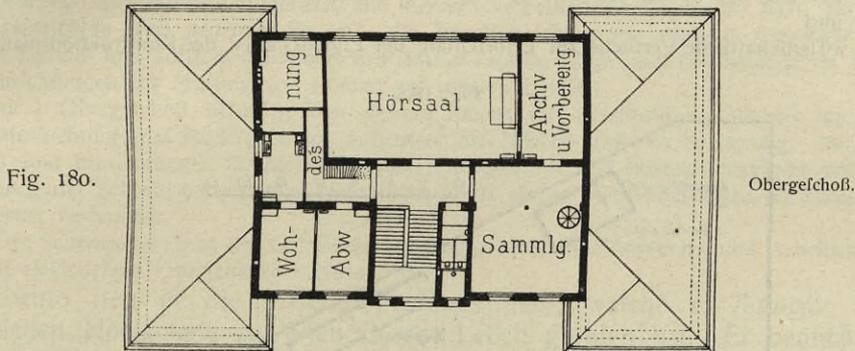 Fig. 180.
nung
Hörsaal
Archiv
u Vorbereitg
des
Woh-
Abw
Sammlg
Obergeſchoß.